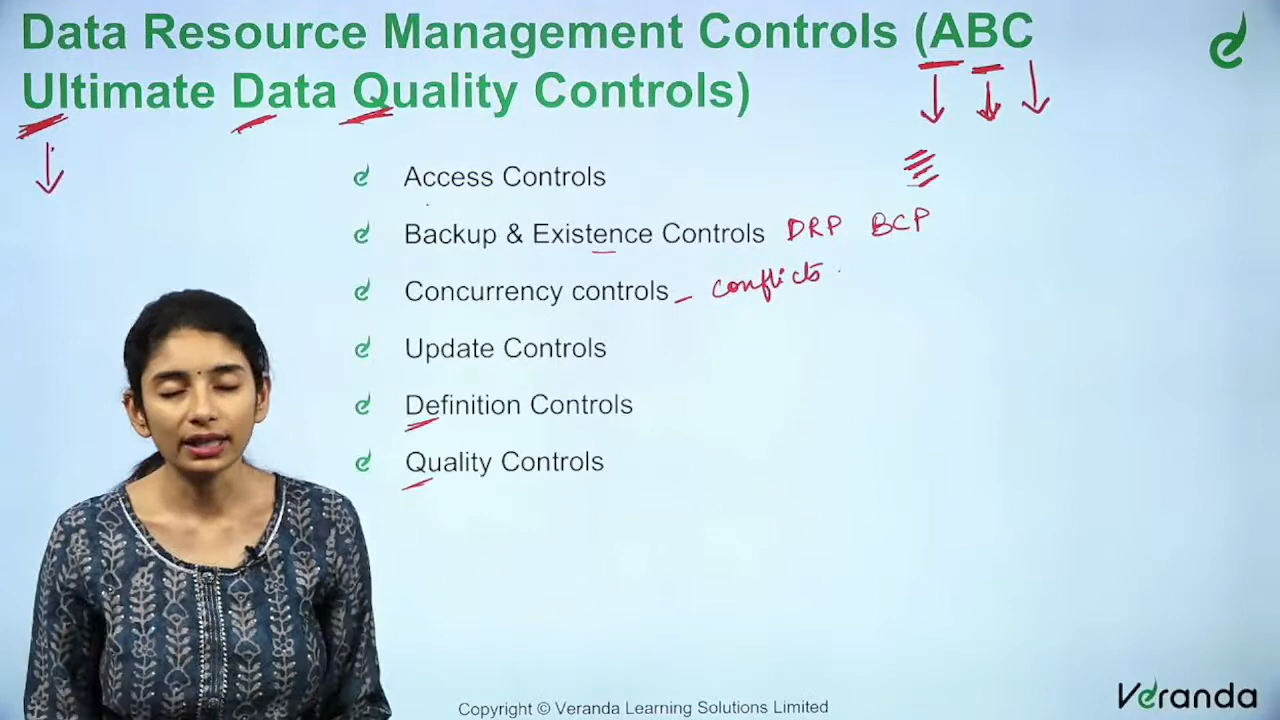 Data Resource Management Controls (ABC
Ultimate Data Quality Controls)
Access Controls
Backup & Existence Controls DRP BCP
Concurrency controls - conflicts
Update Controls
Definition Controls
Quality Controls
Copyright © Veranda Learning Solutions Limited
Veranda